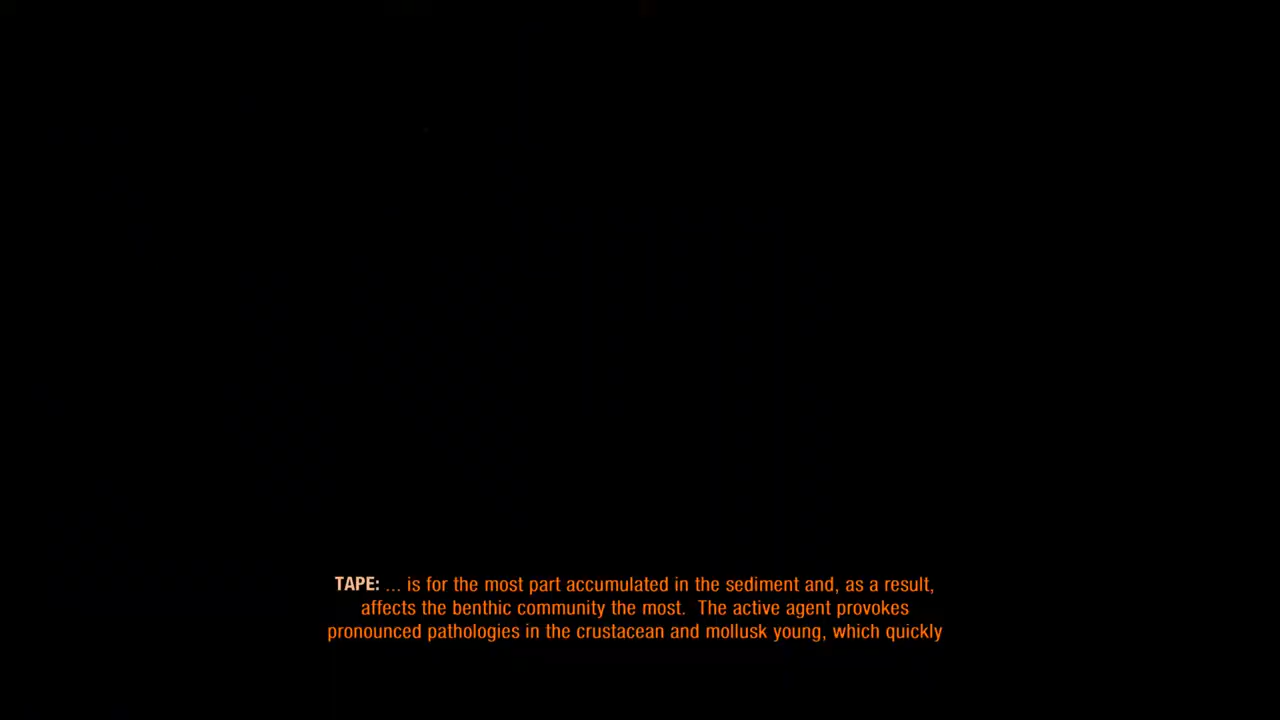 TAPE: ... is for the most part accumulated in the sediment and, as a result,
affects the benthic community the most.  The active agent provokes
pronounced pathologies in the crustacean and mollusk young, which quickly